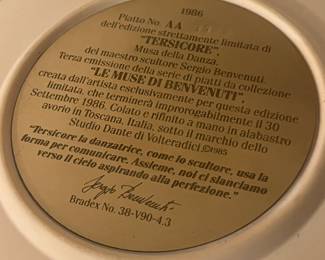 1986
Piatto No. AA
dell'edizione strettamente limitata di
"TERSICORE",
Musa della Danza,
del maestro scultore Sergio Benvenuti.
Terza emissione della serie di piatti da collezione
"LE MUSE DI BENVENUTI",
creata dall'artista esclusivamente per questa edizione
limitata, che terminerà improrogabilmente il 30
Settembre 1986. Colato e rifinito a mano in alabastro
avorio in Toscana, Italia, sotto il marchio dello
Studio Dante di Volteradici ©1985
"Tersicore la danzatrice, come lo scultore, usa la
forma per comunicare. Assieme, noi ci slanciamo
verso il cielo aspirando alla perfezione."
Sergio Benvenuti
Bradex No. 38-V90-4.3